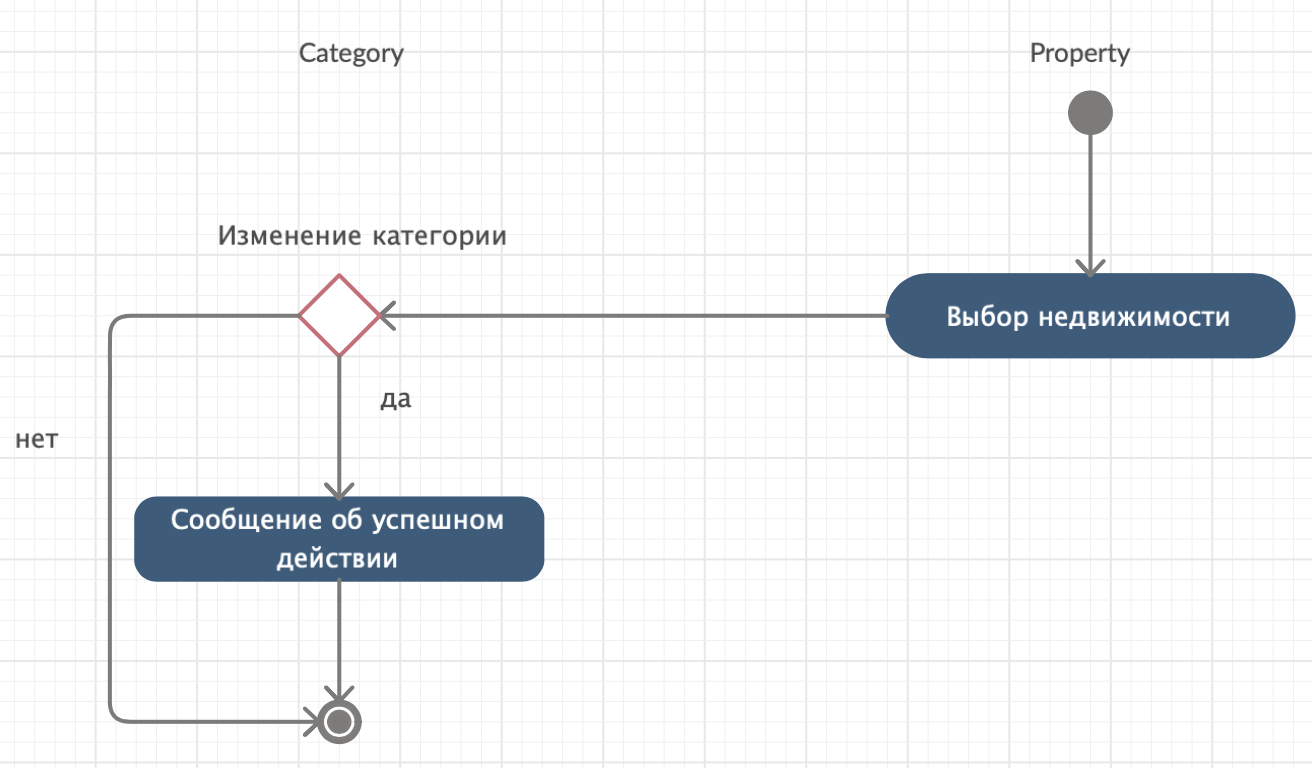 Category
Property
Изменение категории
Выбор недвижимости
да
нет
Сообщение об успешном
действии